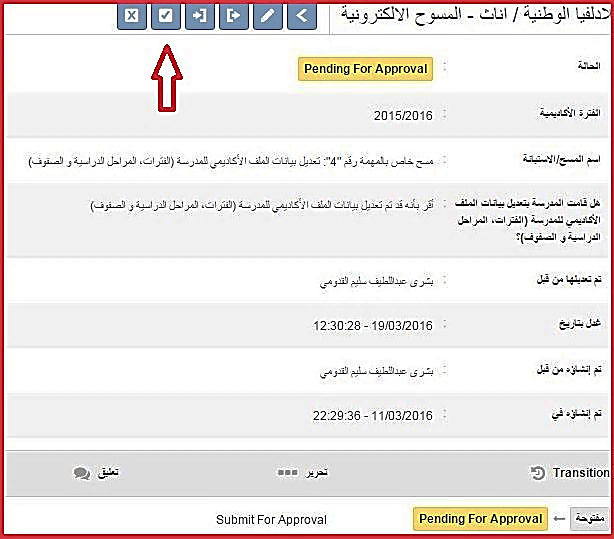 لادلفيا الوطنية / اناث - المسوح الالكترونية
الحالة : Pending For Approval
الفترة الأكاديمية : 2015/2016
اسم المسح/الاستبانة : مسح خاص بالمهمة رقم "4": تعديل بيانات الملف الأكاديمي للمدرسة (الفترات، المراحل الدراسية و الصفوف)
هل قامت المدرسة بتعديل بيانات الملف : أقر بأنه قد تم تعديل بيانات الملف الأكاديمي للمدرسة (الفترات، المراحل الدراسية و الصفوف)
الأكاديمي للمدرسة (الفترات، المراحل
الدراسية و الصفوف)؟
تم تعديلها من قبل : بشرى عبداللطيف سليم القدومي
عُدل بتاريخ : 19/03/2016 - 12:30:28
تم إنشاؤه من قبل : بشرى عبداللطيف سليم القدومي
تم إنشاؤه في : 11/03/2016 - 22:29:36
Transition تحرير تعليق
مفتوحة ← Pending For Approval Submit For Approval